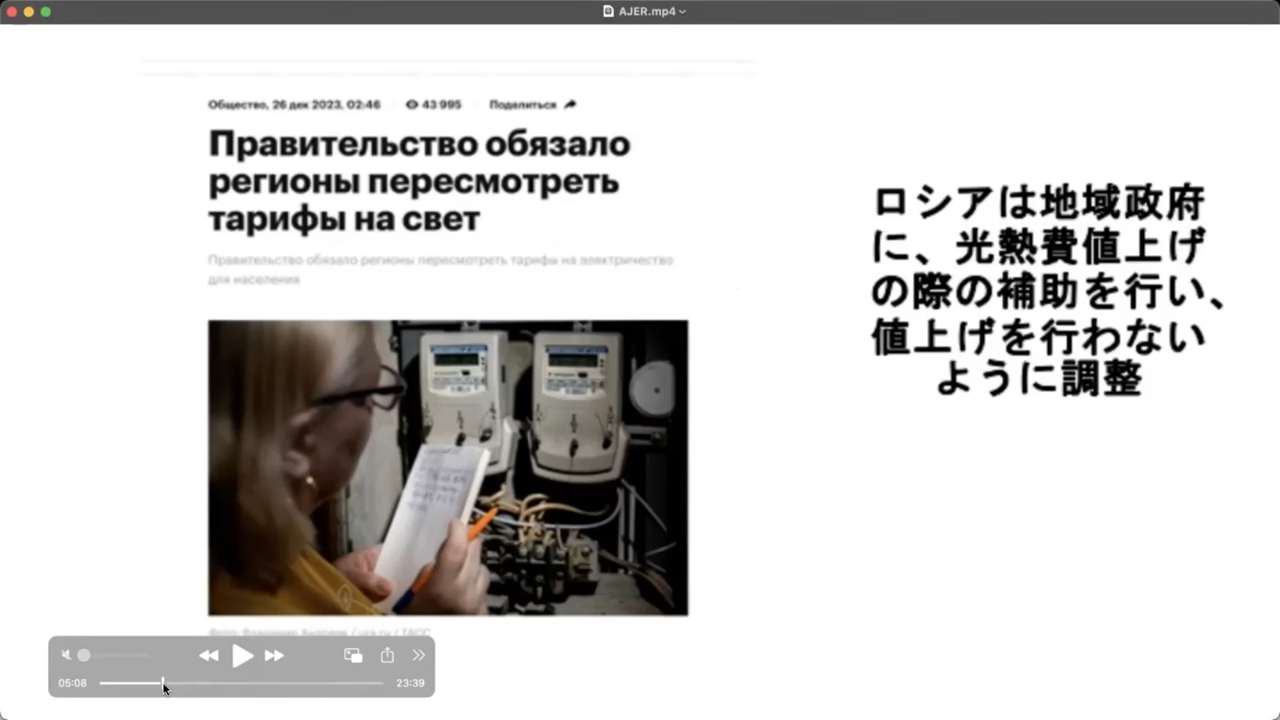 AJER.mp4
Общество, 26 дек 2023, 02:46 43 995 Поделиться
Правительство обязало
регионы пересмотреть
тарифы на свет
Правительство обязало регионы пересмотреть тарифы на электричество
для населения
ロシアは地域政府
に、光熱費値上げ
の際の補助を行い、
値上げを行わない
ように調整
05:08 23:39